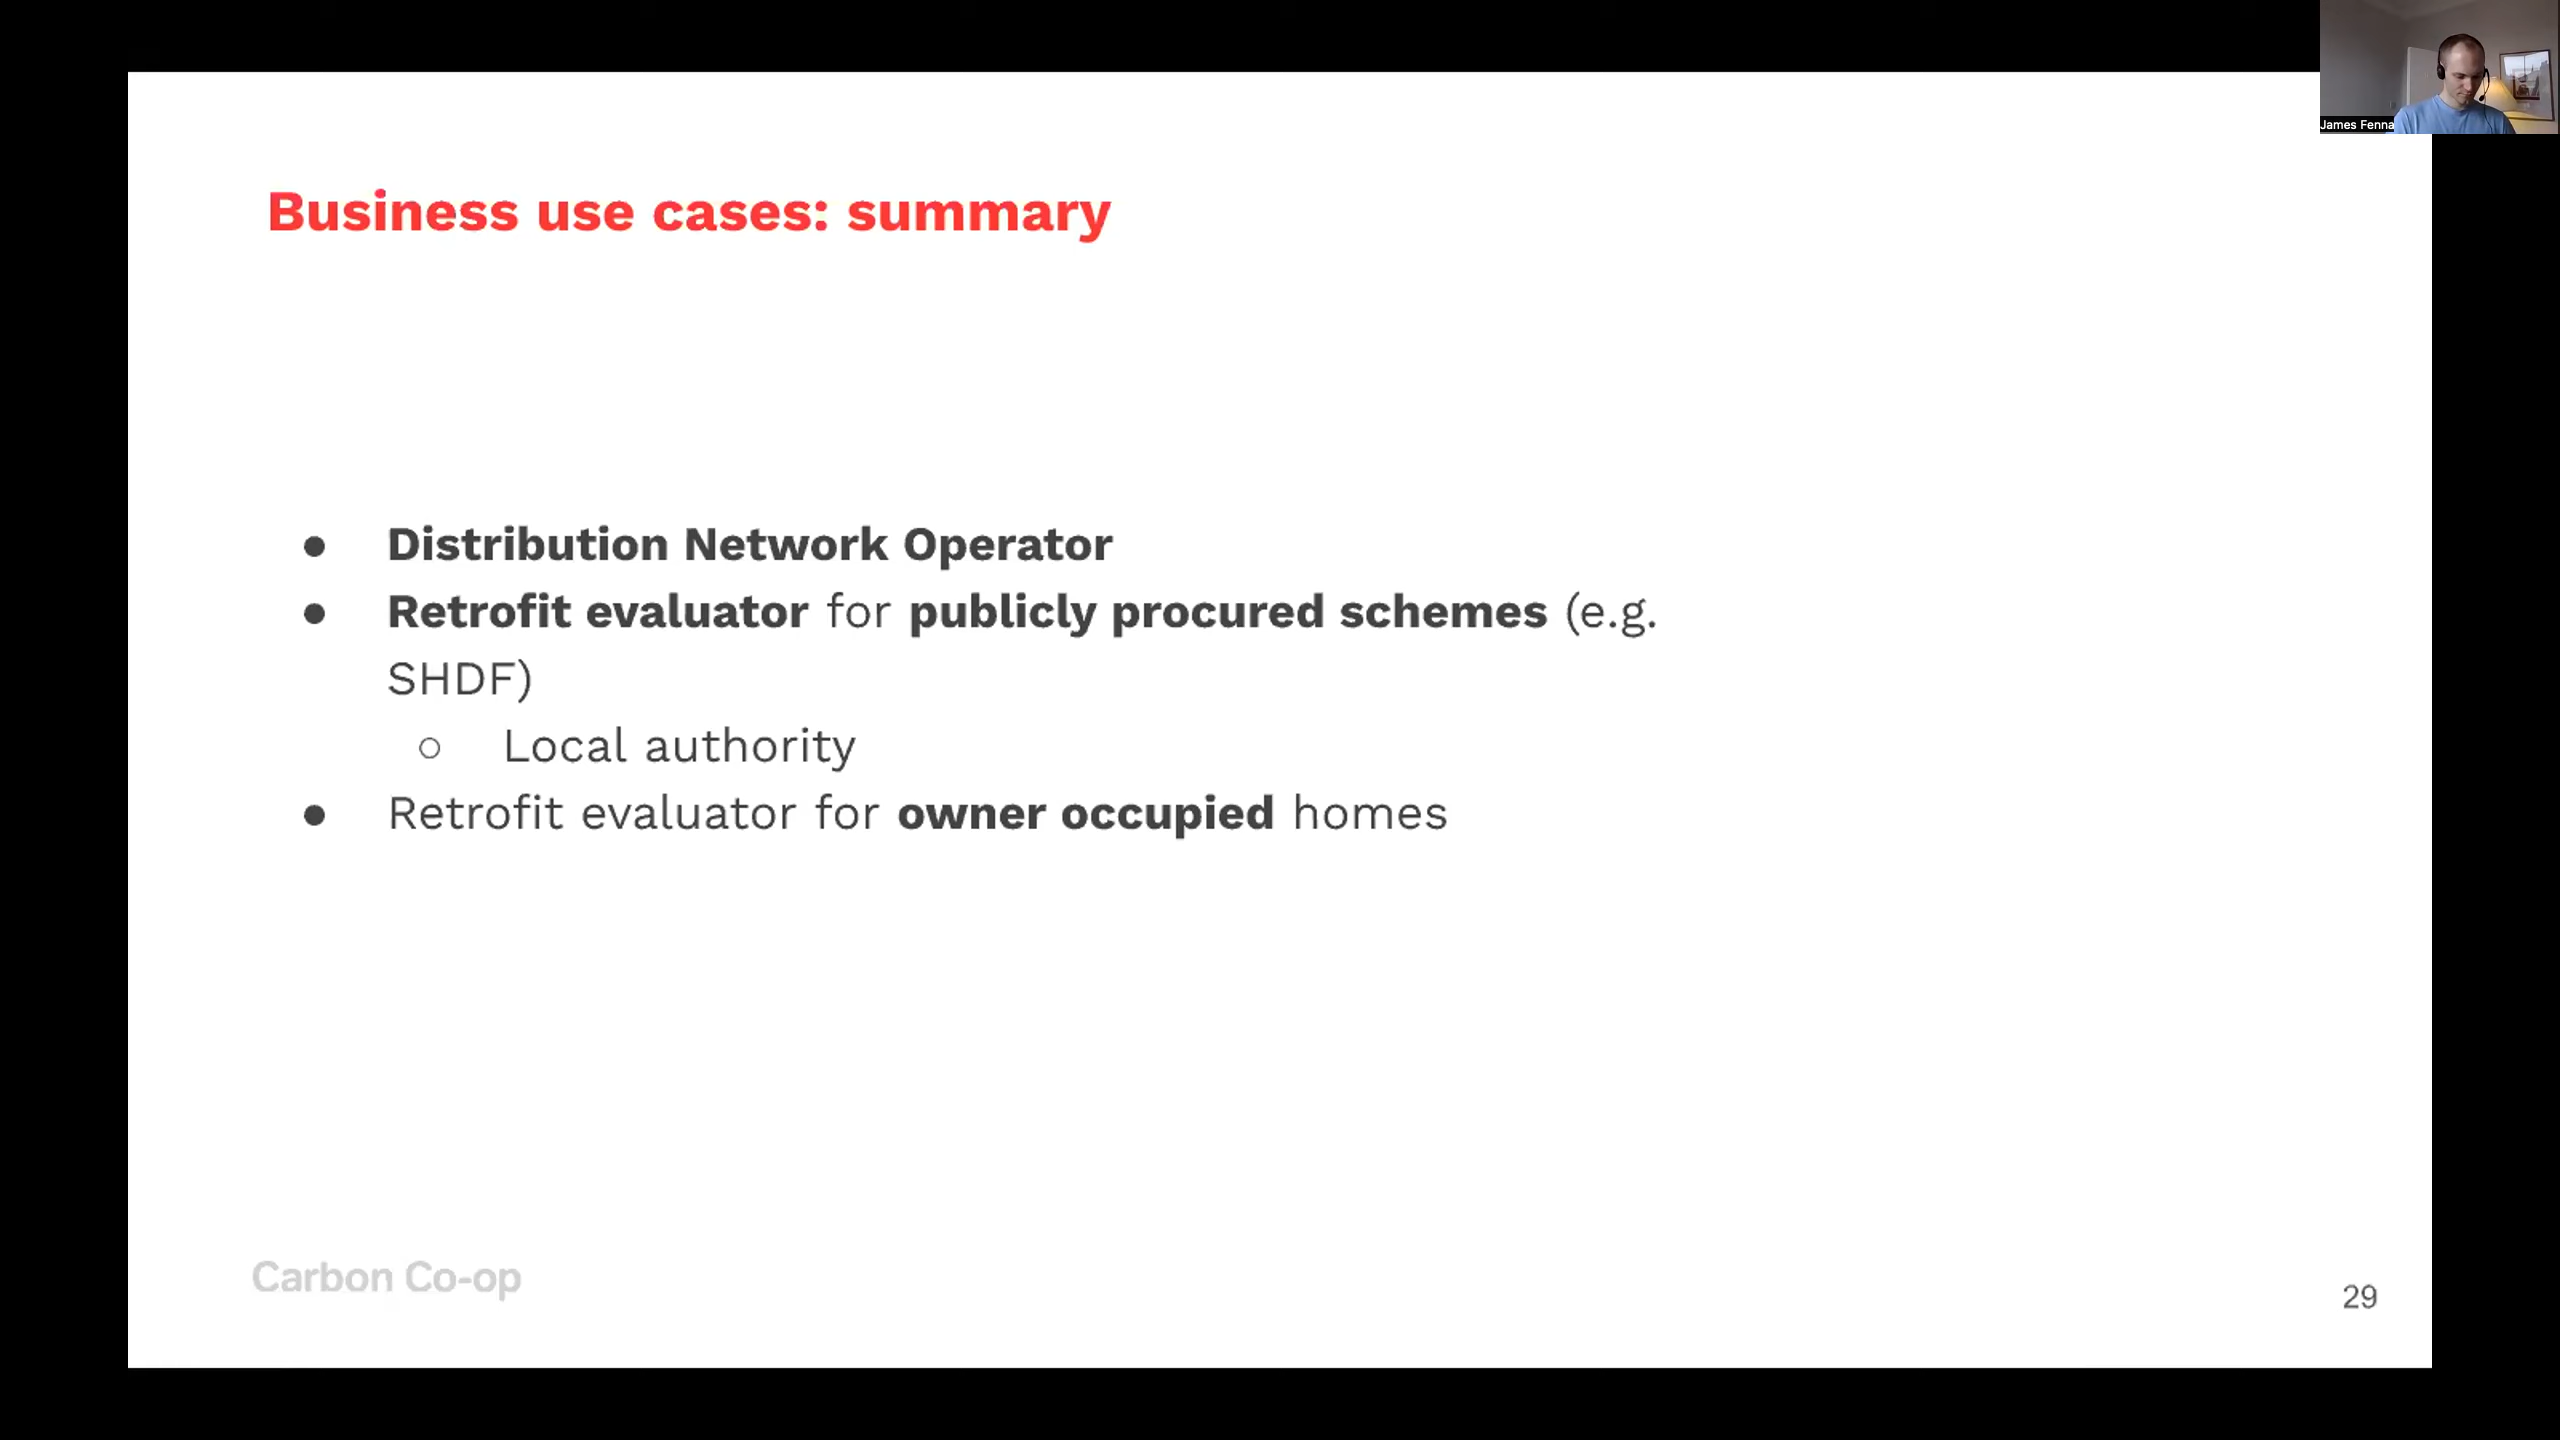 James Fenna
Business use cases: summary
● Distribution Network Operator
● Retrofit evaluator for publicly procured schemes (e.g.
SHDF)
○ Local authority
● Retrofit evaluator for owner occupied homes
Carbon Co-op
29